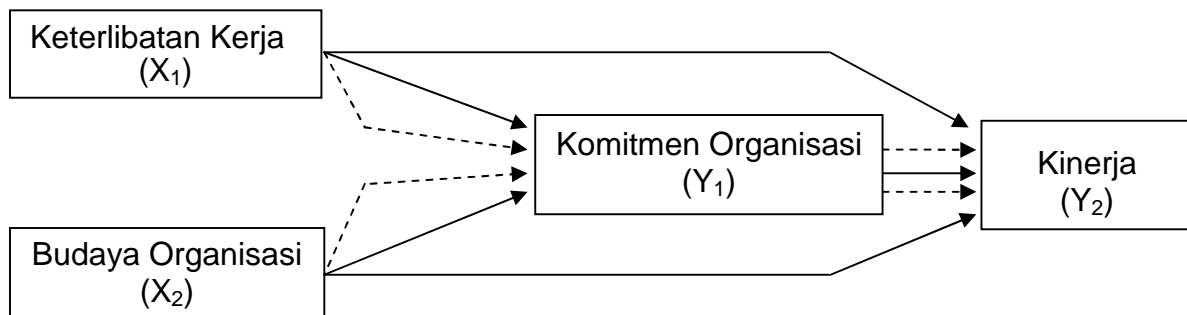 Keterlibatan Kerja
(X₁)
Komitmen Organisasi
(Y₁)
Kinerja
(Y₂)
Budaya Organisasi
(X₂)